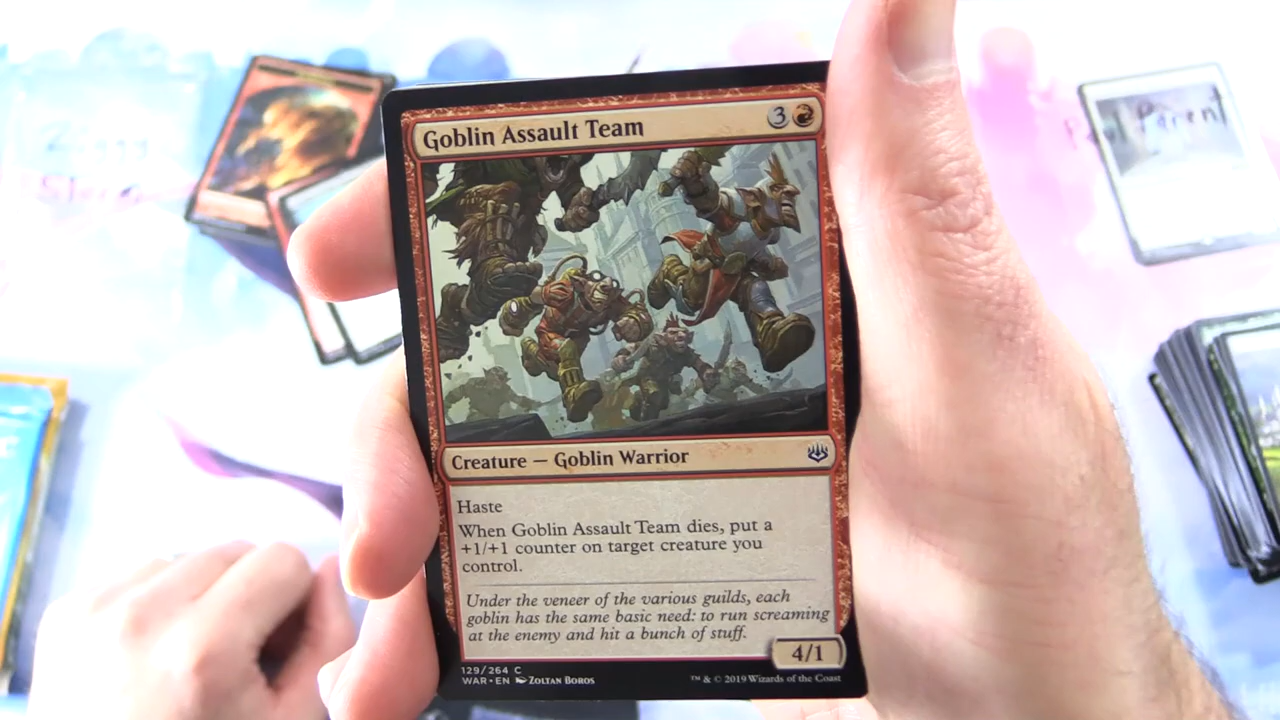 Goblin Assault Team 3
Creature — Goblin Warrior
Haste
When Goblin Assault Team dies, put a
+1/+1 counter on target creature you
control.
Under the veneer of the various guilds, each
goblin has the same basic need: to run screaming
at the enemy and hit a bunch of stuff.
4/1
129/264 C
WAR • EN Zoltan Boros
™ & © 2019 Wizards of the Coast
Parent